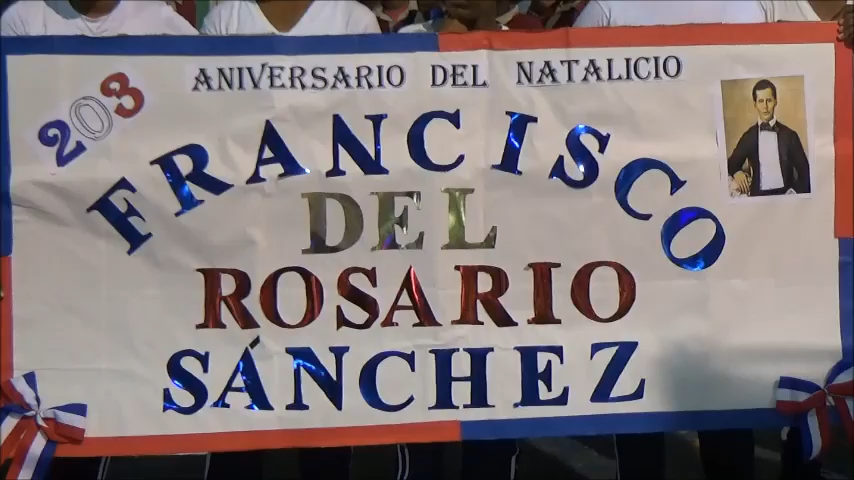 203
ANIVERSARIO DEL NATALICIO
FRANCISCO
DEL
ROSARIO
SÁNCHEZ